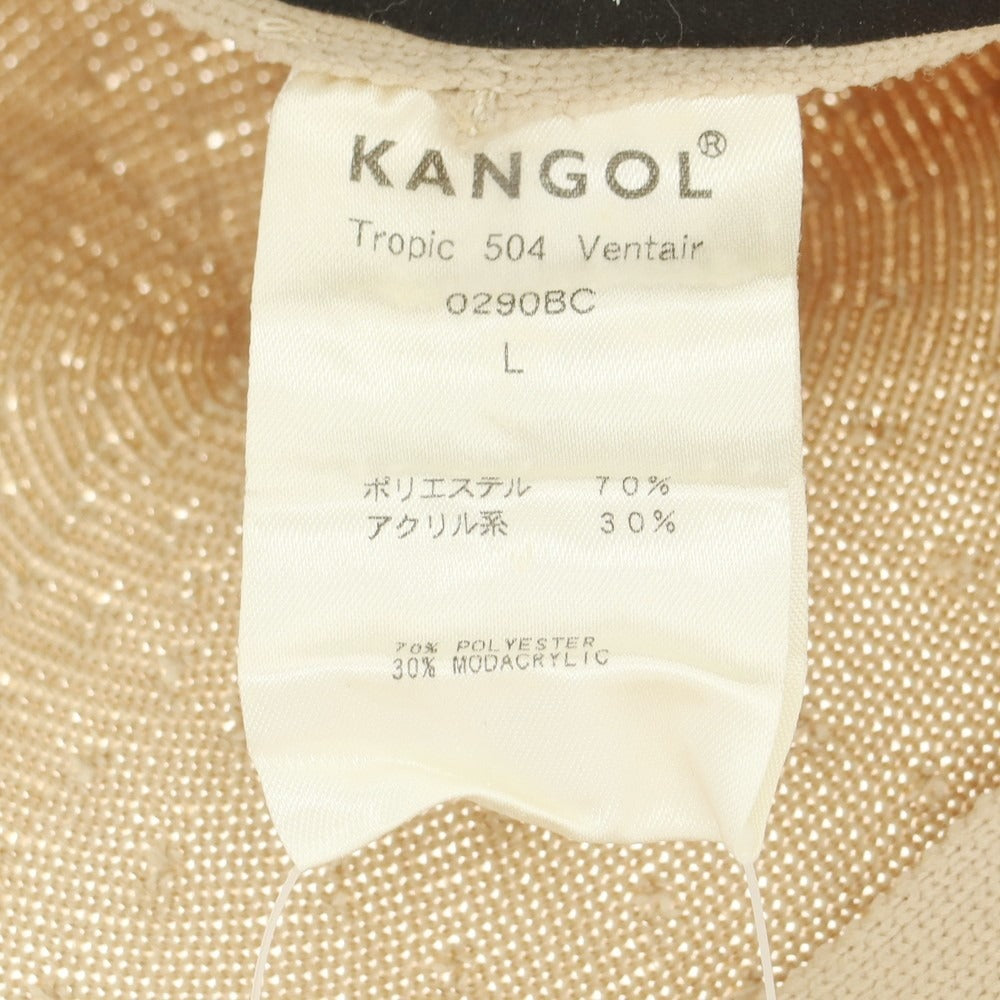 KANGOL®
Tropic 504 Ventair
0290BC
L
ポリエステル ７０％
アクリル系 ３０％
70% POLYESTER
30% MODACRYLIC